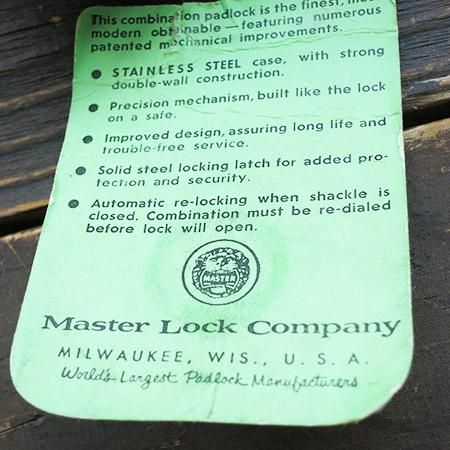 This combination padlock is the finest, most
modern obtainable — featuring numerous
patented mechanical improvements.
● STAINLESS STEEL case, with strong
double-wall construction.
● Precision mechanism, built like the lock
on a safe.
● Improved design, assuring long life and
trouble-free service.
● Solid steel locking latch for added pro-
tection and security.
● Automatic re-locking when shackle is
closed. Combination must be re-dialed
before lock will open.
MASTER
Master Lock Company
MILWAUKEE, WIS., U. S. A.
World's Largest Padlock Manufacturers